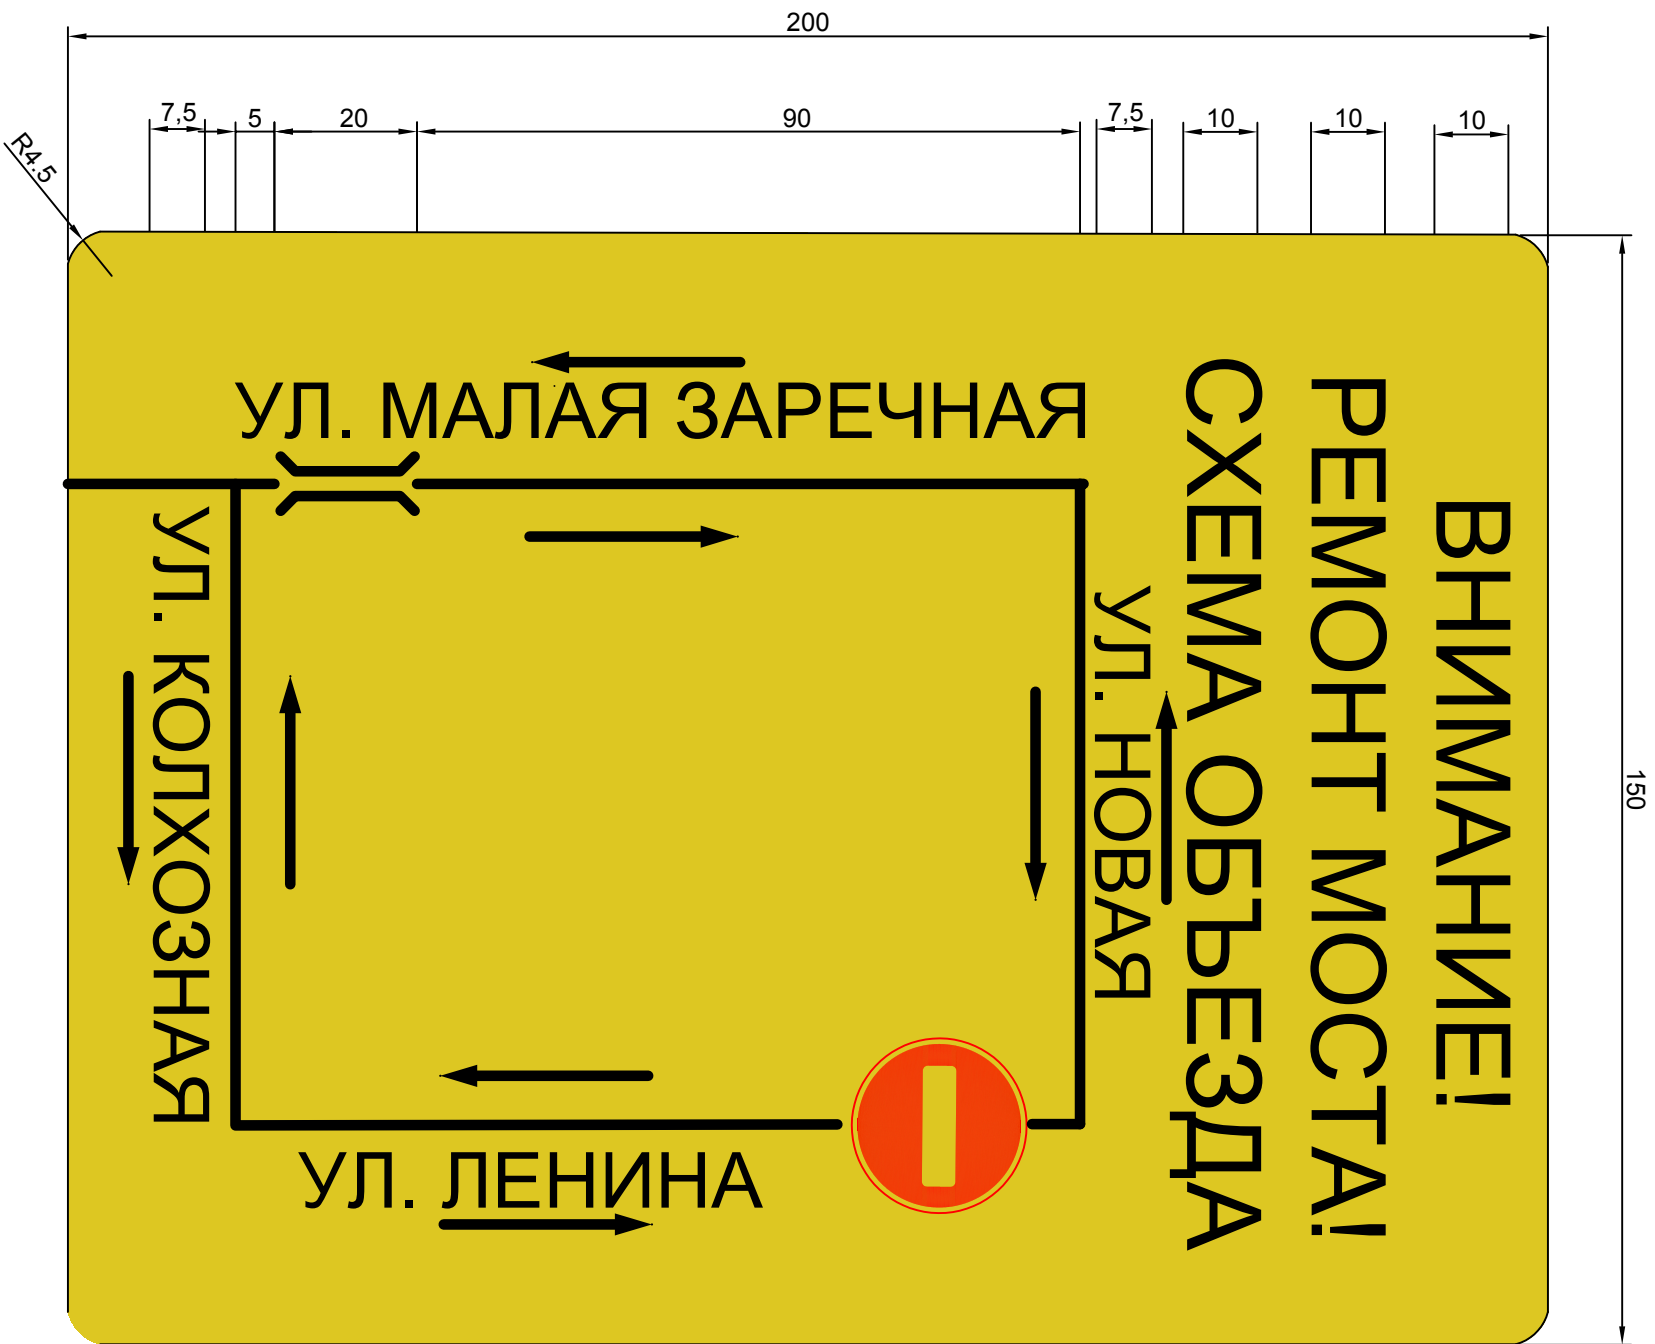 200
7,5
5
20
90
7,5
10
10
10
R4.5
150
ВНИМАНИЕ!
РЕМОНТ МОСТА!
СХЕМА ОБЪЕЗДА
УЛ. МАЛАЯ ЗАРЕЧНАЯ
УЛ. НОВАЯ
УЛ. КОЛХОЗНАЯ
УЛ. ЛЕНИНА